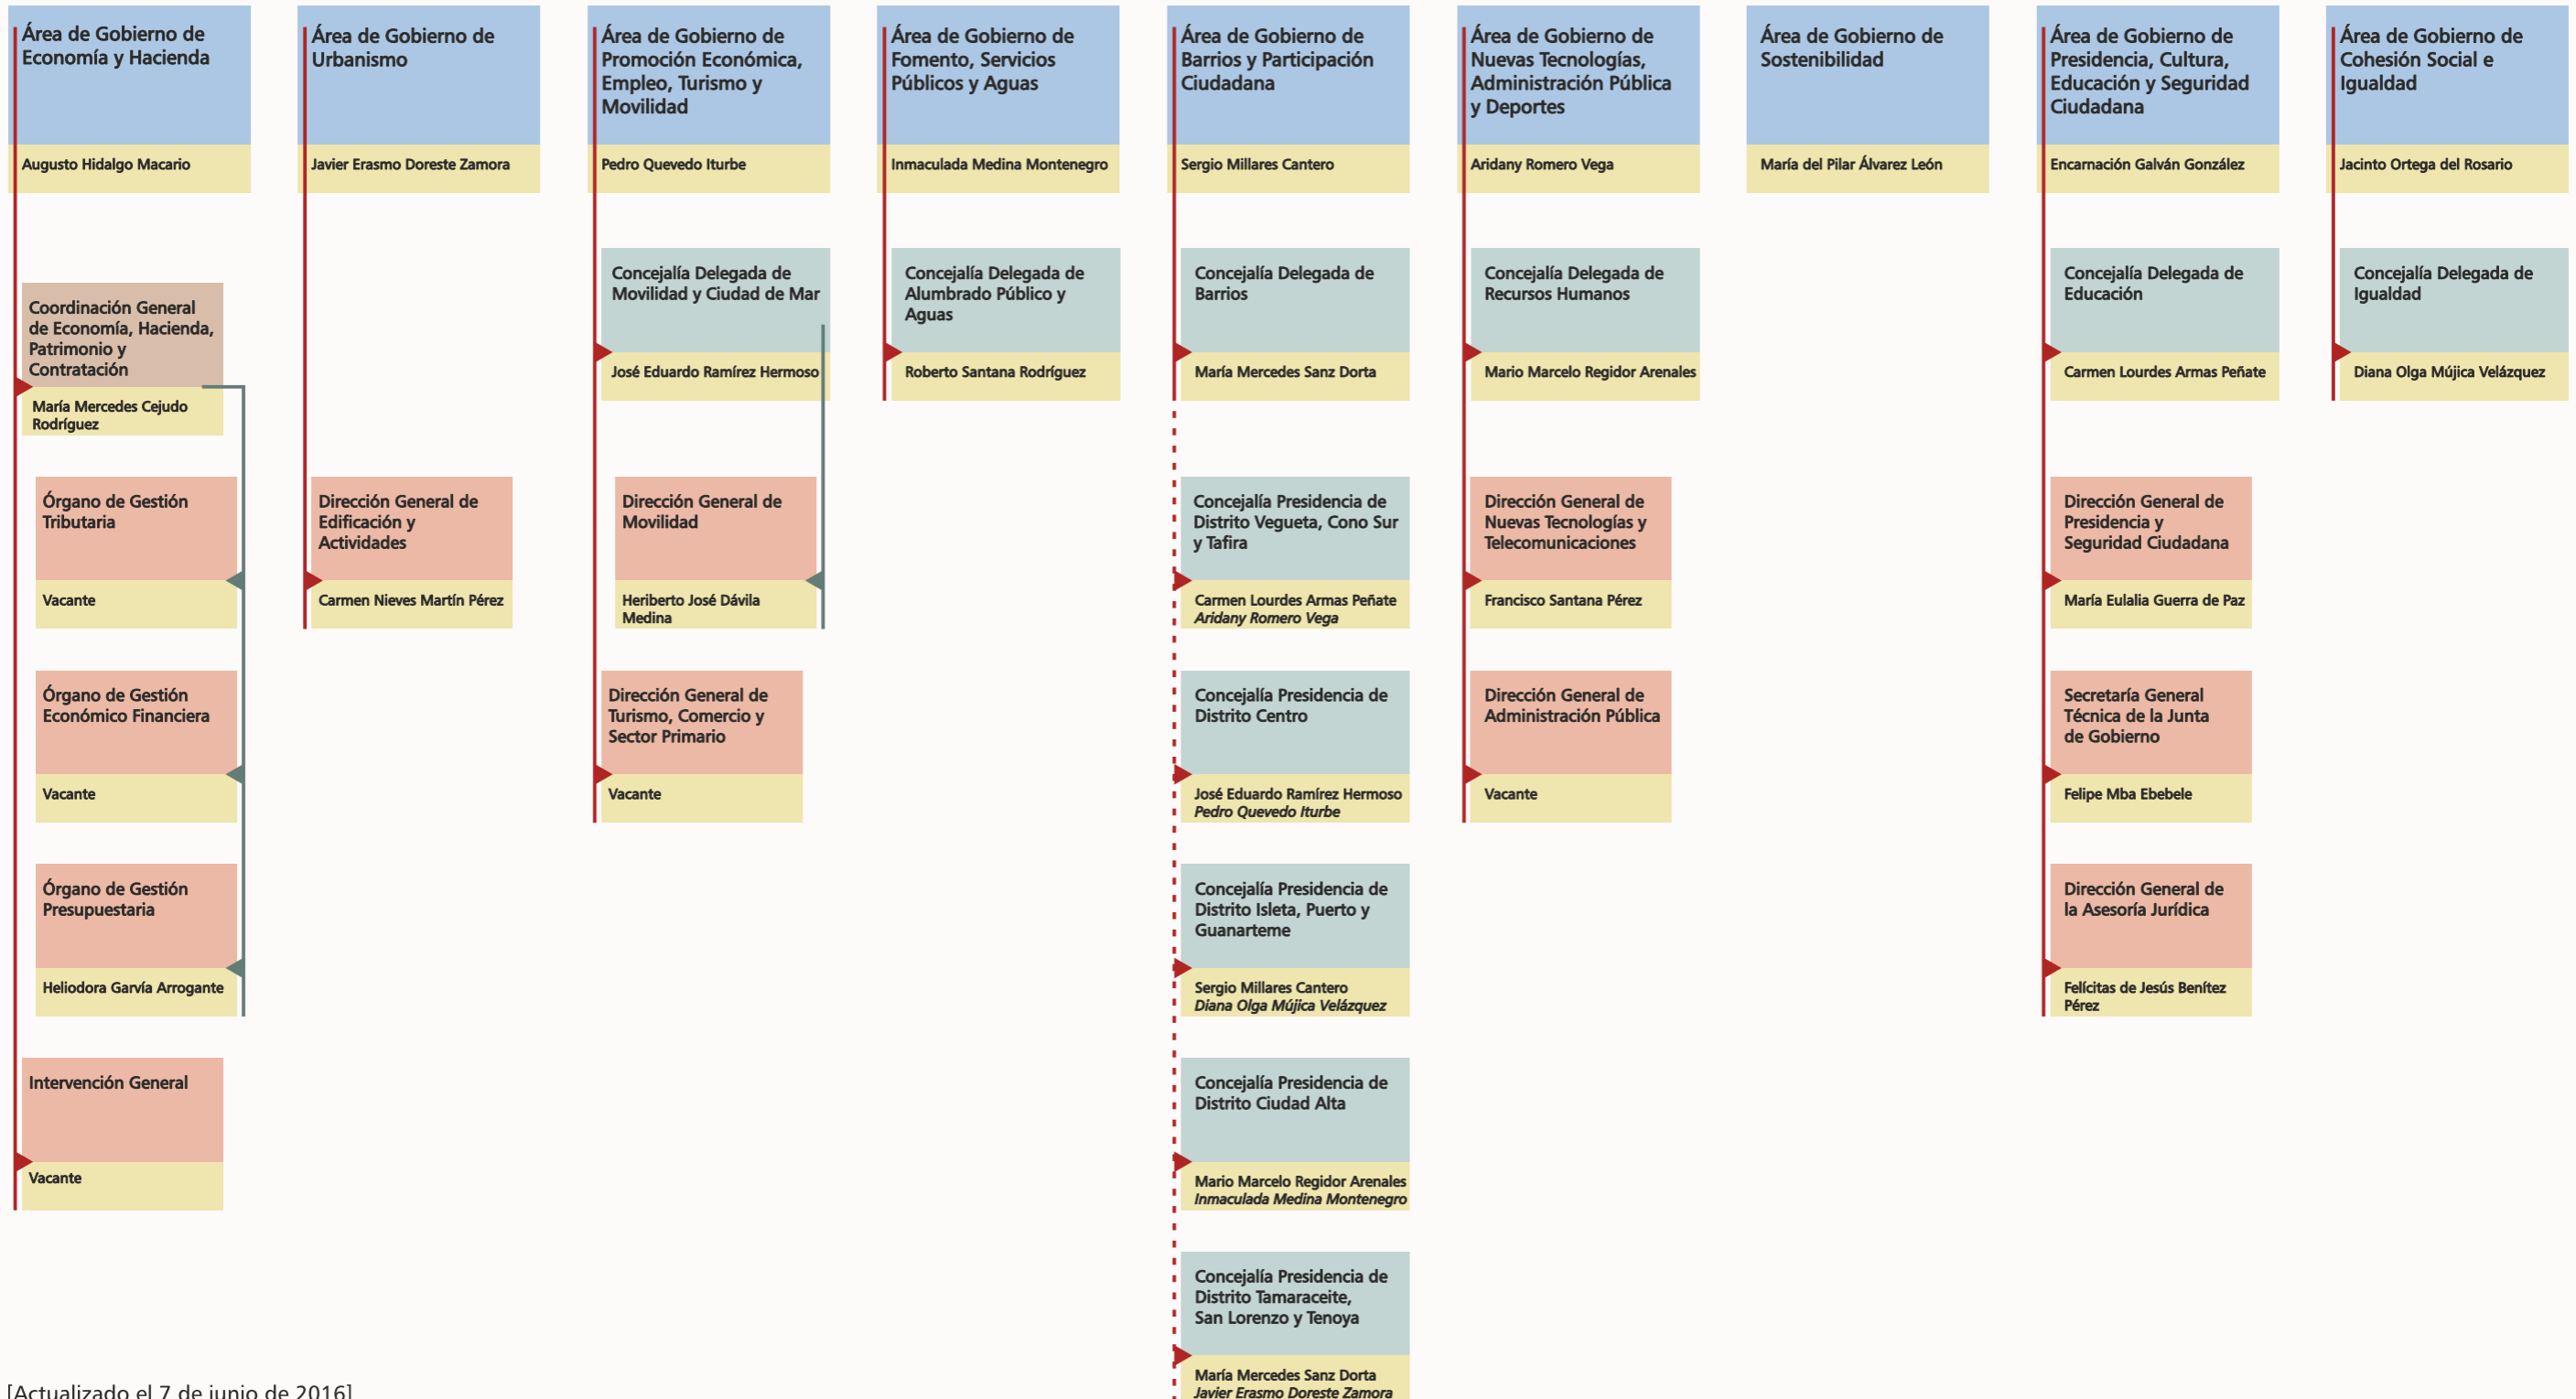 Área de Gobierno de
Economía y Hacienda
Augusto Hidalgo Macario
Coordinación General
de Economía, Hacienda,
Patrimonio y
Contratación
María Mercedes Cejudo
Rodríguez
Órgano de Gestión
Tributaria
Vacante
Órgano de Gestión
Económico Financiera
Vacante
Órgano de Gestión
Presupuestaria
Heliodora Garvía Arrogante
Intervención General
Vacante
Área de Gobierno de
Urbanismo
Javier Erasmo Doreste Zamora
Dirección General de
Edificación y
Actividades
Carmen Nieves Martín Pérez
Área de Gobierno de
Promoción Económica,
Empleo, Turismo y
Movilidad
Pedro Quevedo Iturbe
Concejalía Delegada de
Movilidad y Ciudad de Mar
José Eduardo Ramírez Hermoso
Dirección General de
Movilidad
Heriberto José Dávila
Medina
Dirección General de
Turismo, Comercio y
Sector Primario
Vacante
Área de Gobierno de
Fomento, Servicios
Públicos y Aguas
Inmaculada Medina Montenegro
Concejalía Delegada de
Alumbrado Público y
Aguas
Roberto Santana Rodríguez
Área de Gobierno de
Barrios y Participación
Ciudadana
Sergio Millares Cantero
Concejalía Delegada de
Barrios
María Mercedes Sanz Dorta
Concejalía Presidencia de
Distrito Vegueta, Cono Sur
y Tafira
Carmen Lourdes Armas Peñate
Aridany Romero Vega
Concejalía Presidencia de
Distrito Centro
José Eduardo Ramírez Hermoso
Pedro Quevedo Iturbe
Concejalía Presidencia de
Distrito Isleta, Puerto y
Guanarteme
Sergio Millares Cantero
Diana Olga Mújica Velázquez
Concejalía Presidencia de
Distrito Ciudad Alta
Mario Marcelo Regidor Arenales
Inmaculada Medina Montenegro
Concejalía Presidencia de
Distrito Tamaraceite,
San Lorenzo y Tenoya
María Mercedes Sanz Dorta
Javier Erasmo Doreste Zamora
Área de Gobierno de
Nuevas Tecnologías,
Administración Pública
y Deportes
Aridany Romero Vega
Concejalía Delegada de
Recursos Humanos
Mario Marcelo Regidor Arenales
Dirección General de
Nuevas Tecnologías y
Telecomunicaciones
Francisco Santana Pérez
Dirección General de
Administración Pública
Vacante
Área de Gobierno de
Sostenibilidad
María del Pilar Álvarez León
Área de Gobierno de
Presidencia, Cultura,
Educación y Seguridad
Ciudadana
Encarnación Galván González
Concejalía Delegada de
Educación
Carmen Lourdes Armas Peñate
Dirección General de
Presidencia y
Seguridad Ciudadana
María Eulalia Guerra de Paz
Secretaría General
Técnica de la Junta
de Gobierno
Felipe Mba Ebebele
Dirección General de
la Asesoría Jurídica
Felícitas de Jesús Benítez
Pérez
Área de Gobierno de
Cohesión Social e
Igualdad
Jacinto Ortega del Rosario
Concejalía Delegada de
Igualdad
Diana Olga Mújica Velázquez
[Actualizado el 7 de junio de 2016]